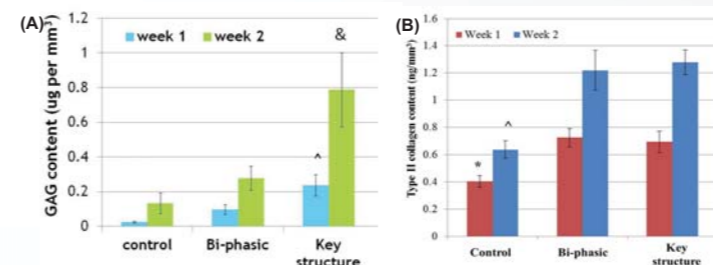 (A)
GAG content (ug per mm3)
1.2
1
0.8
0.6
0.4
0.2
0
week 1 week 2
^
&
control Bi-phasic Key
structure
(B)
Type II collagen content (ng/mm³)
1.6
1.4
1.2
1
0.8
0.6
0.4
0.2
0
Week 1 Week 2
*
^
Control Bi-phasic Key
structure